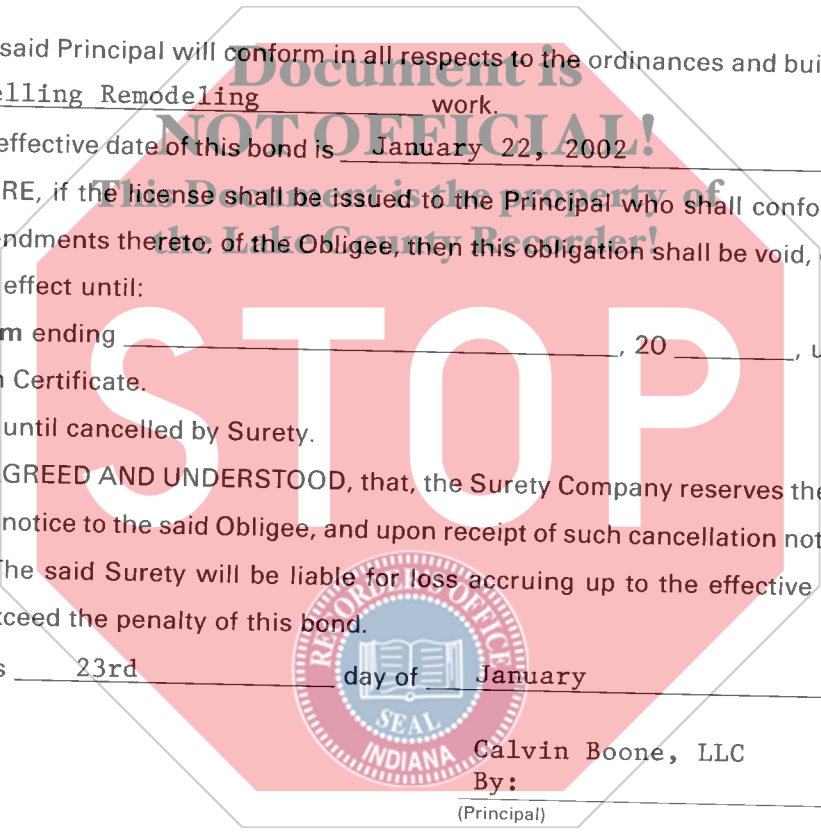 said Principal will conform in all respects to the ordinances and bui
elling Remodeling work.
effective date of this bond is January 22, 2002
RE, if the license shall be issued to the Principal who shall confo
endments thereto, of the Obligee, then this obligation shall be void,
effect until:
m ending , 20 , u
n Certificate.
until cancelled by Surety.
GREED AND UNDERSTOOD, that, the Surety Company reserves the
notice to the said Obligee, and upon receipt of such cancellation not
The said Surety will be liable for loss accruing up to the effective
xceed the penalty of this bond.
s 23rd day of January
Calvin Boone, LLC
By:
(Principal)
Document is
NOT OFFICIAL!
This Document is the property of
the Lake County Recorder!
STOP
RECORDER'S OFFICE
SEAL
INDIANA